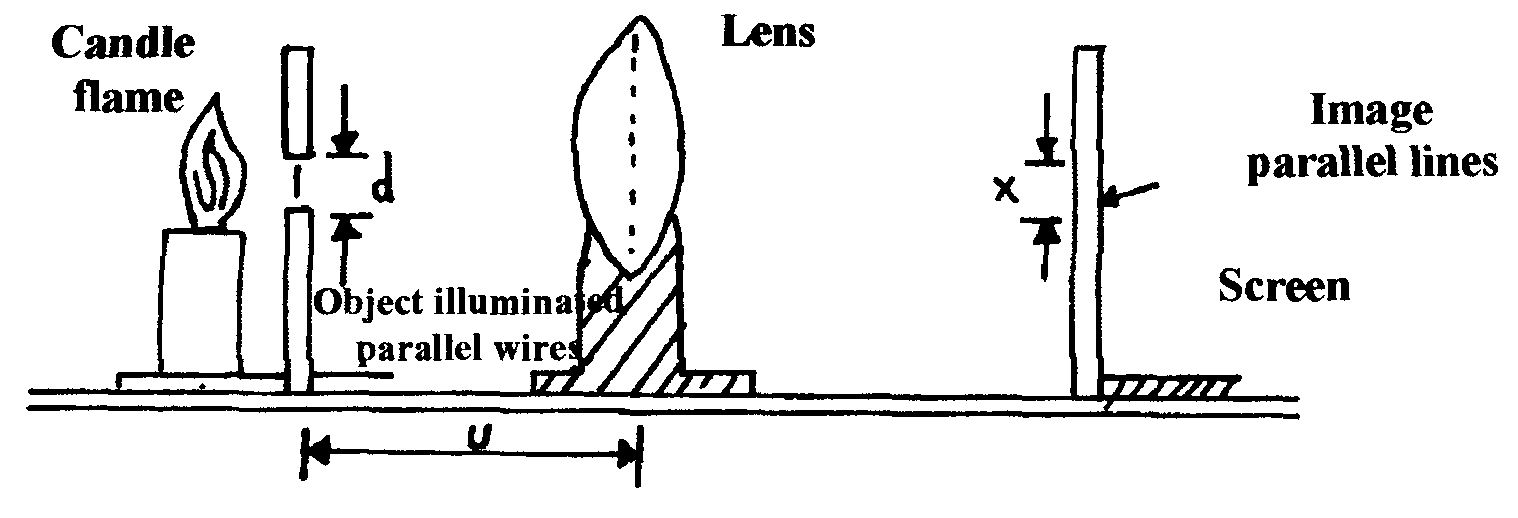 Candle
flame
Lens
d
x
Image
parallel lines
Object illuminated
parallel wires
Screen
u